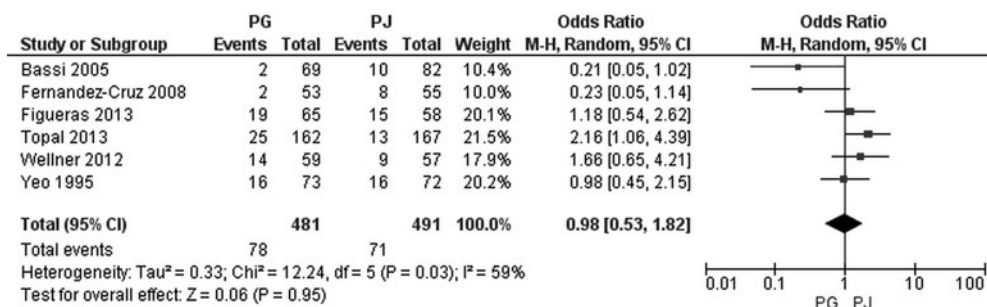 PG PJ Odds Ratio Odds Ratio
Study or Subgroup Events Total Events Total Weight M-H, Random, 95% CI M-H, Random, 95% CI
Bassi 2005 2 69 10 82 10.4% 0.21 [0.05, 1.02]
Fernandez-Cruz 2008 2 53 8 55 10.0% 0.23 [0.05, 1.14]
Figueras 2013 19 65 15 58 20.1% 1.18 [0.54, 2.62]
Topal 2013 25 162 13 167 21.5% 2.16 [1.06, 4.39]
Wellner 2012 14 59 9 57 17.9% 1.66 [0.65, 4.21]
Yeo 1995 16 73 16 72 20.2% 0.98 [0.45, 2.15]
Total (95% CI) 481 491 100.0% 0.98 [0.53, 1.82]
Total events 78 71
Heterogeneity: Tau² = 0.33; Chi² = 12.24, df = 5 (P = 0.03); I² = 59%
Test for overall effect: Z = 0.06 (P = 0.95)
0.01 0.1 1 10 100
PG PJ